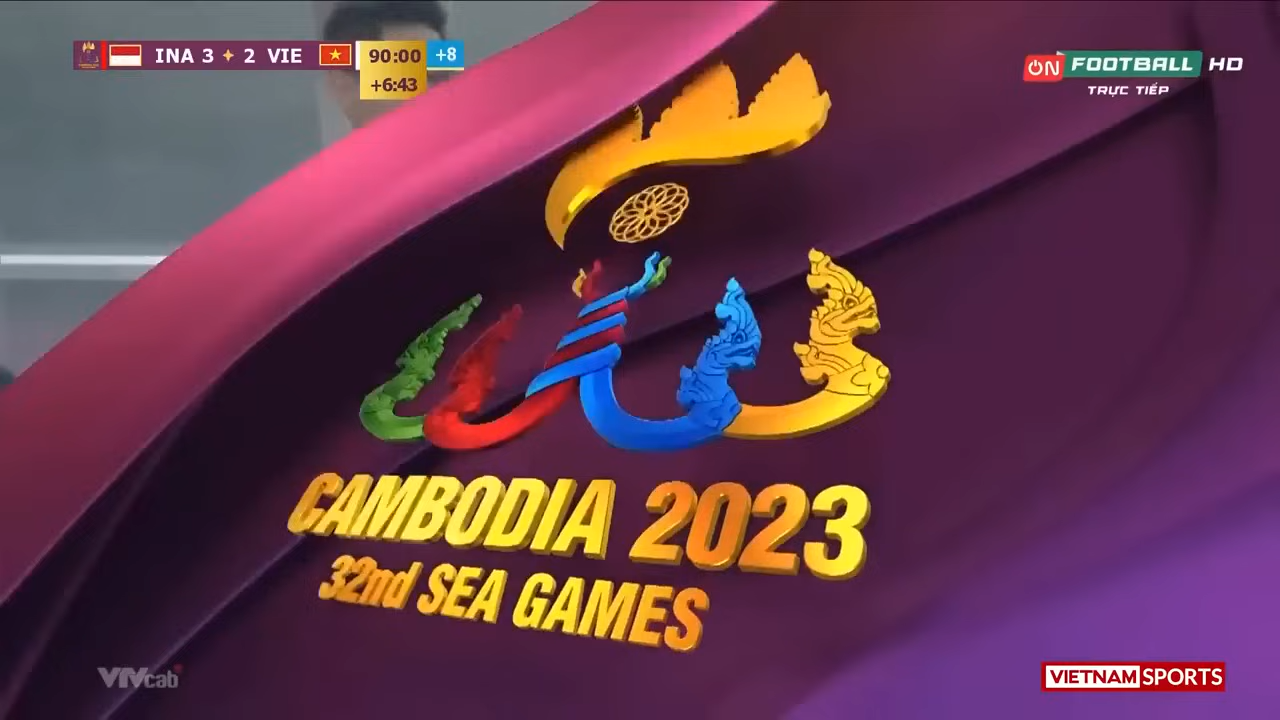 INA 3 2 VIE
90:00 +8
+6:43
ON FOOTBALL HD
TRỰC TIẾP
CAMBODIA 2023
32nd SEA GAMES
VTVcab
VIETNAM SPORTS